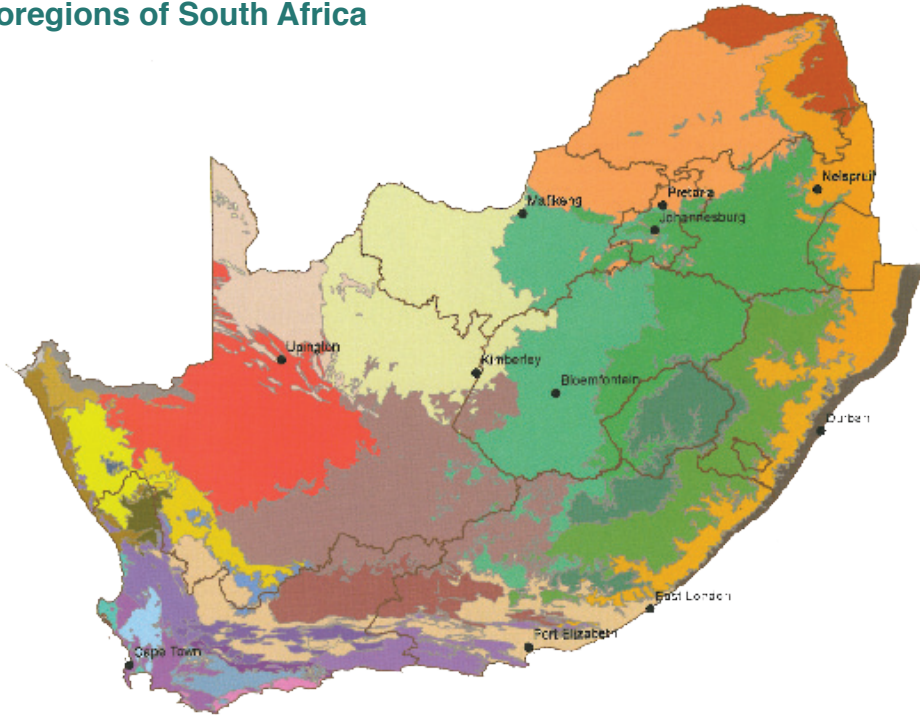 oregions of South Africa
Nelspruit
Pretoria
Mafikeng
Johannesburg
Upington
Kimberley
Bloemfontein
Durban
East London
Port Elizabeth
Cape Town